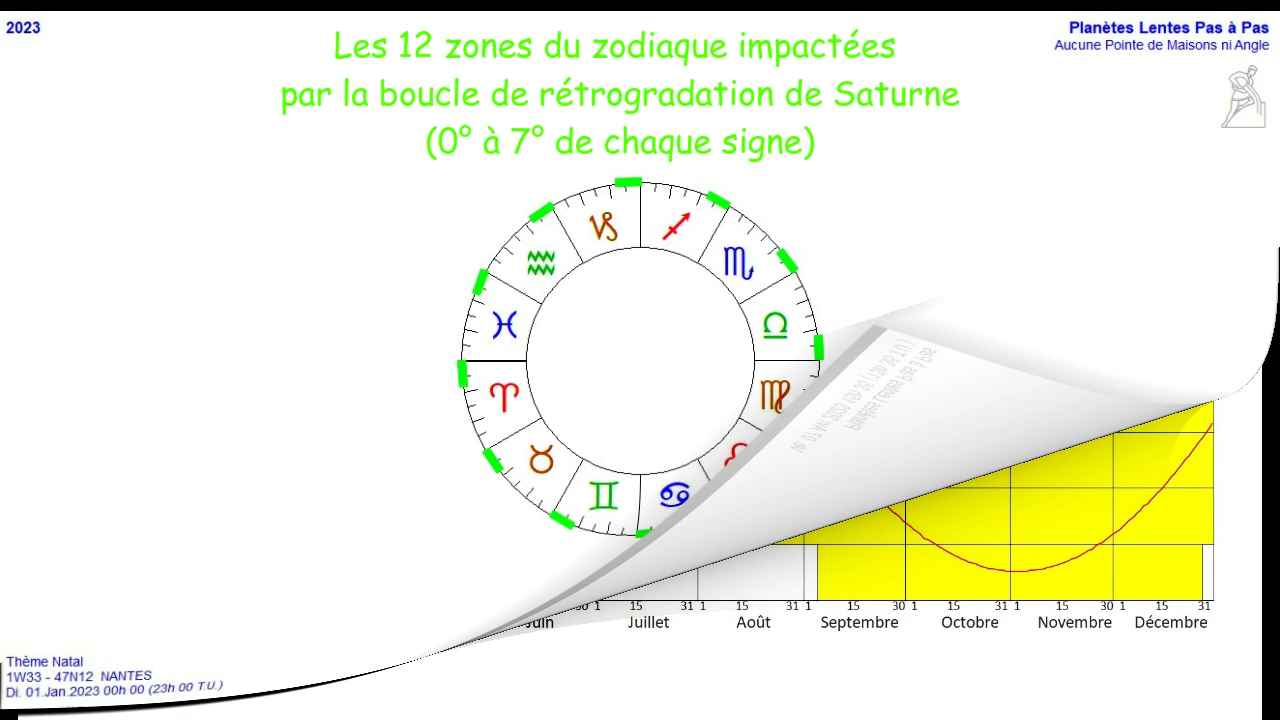 2023
Planètes Lentes Pas à Pas
Aucune Pointe de Maisons ni Angle
Les 12 zones du zodiaque impactées
par la boucle de rétrogradation de Saturne
(0° à 7° de chaque signe)
1 15 31 1 15 31 1 15 30 1 15 31 1 15 30 1 15 31
Juin Juillet Août Septembre Octobre Novembre Décembre
Thème Natal
1W33 - 47N12 NANTES
Di. 01.Jan.2023 00h 00 (23h 00 T.U.)